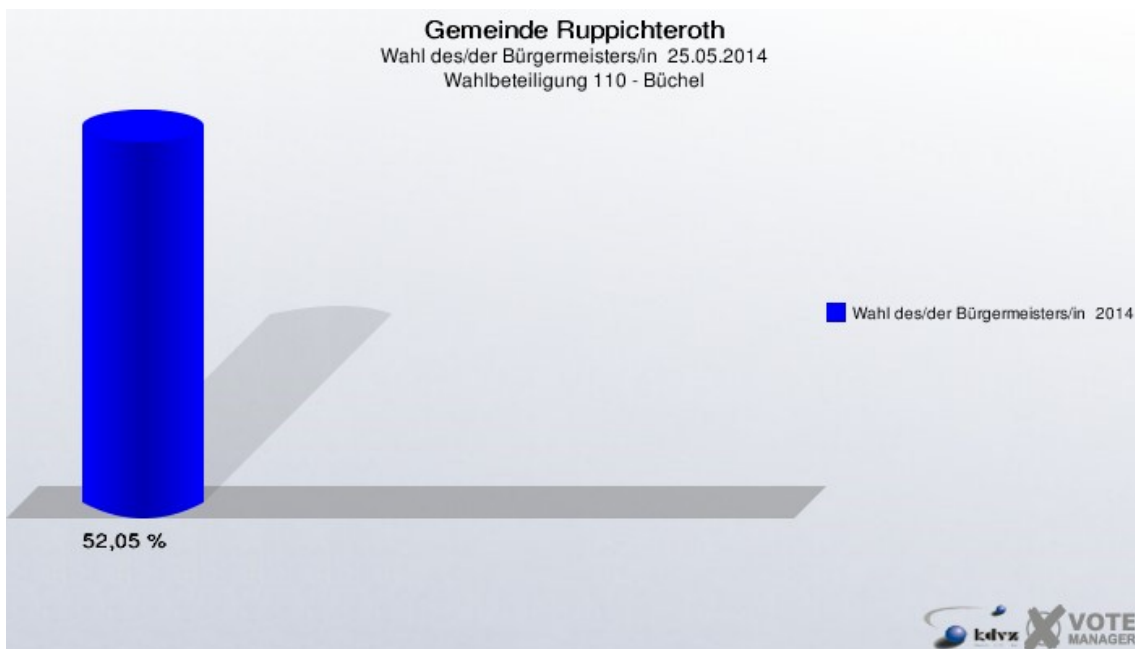 Gemeinde Ruppichteroth
Wahl des/der Bürgermeisters/in 25.05.2014
Wahlbeteiligung 110 - Büchel
Wahl des/der Bürgermeisters/in 2014
52,05 %
kdvz
VOTE
MANAGER